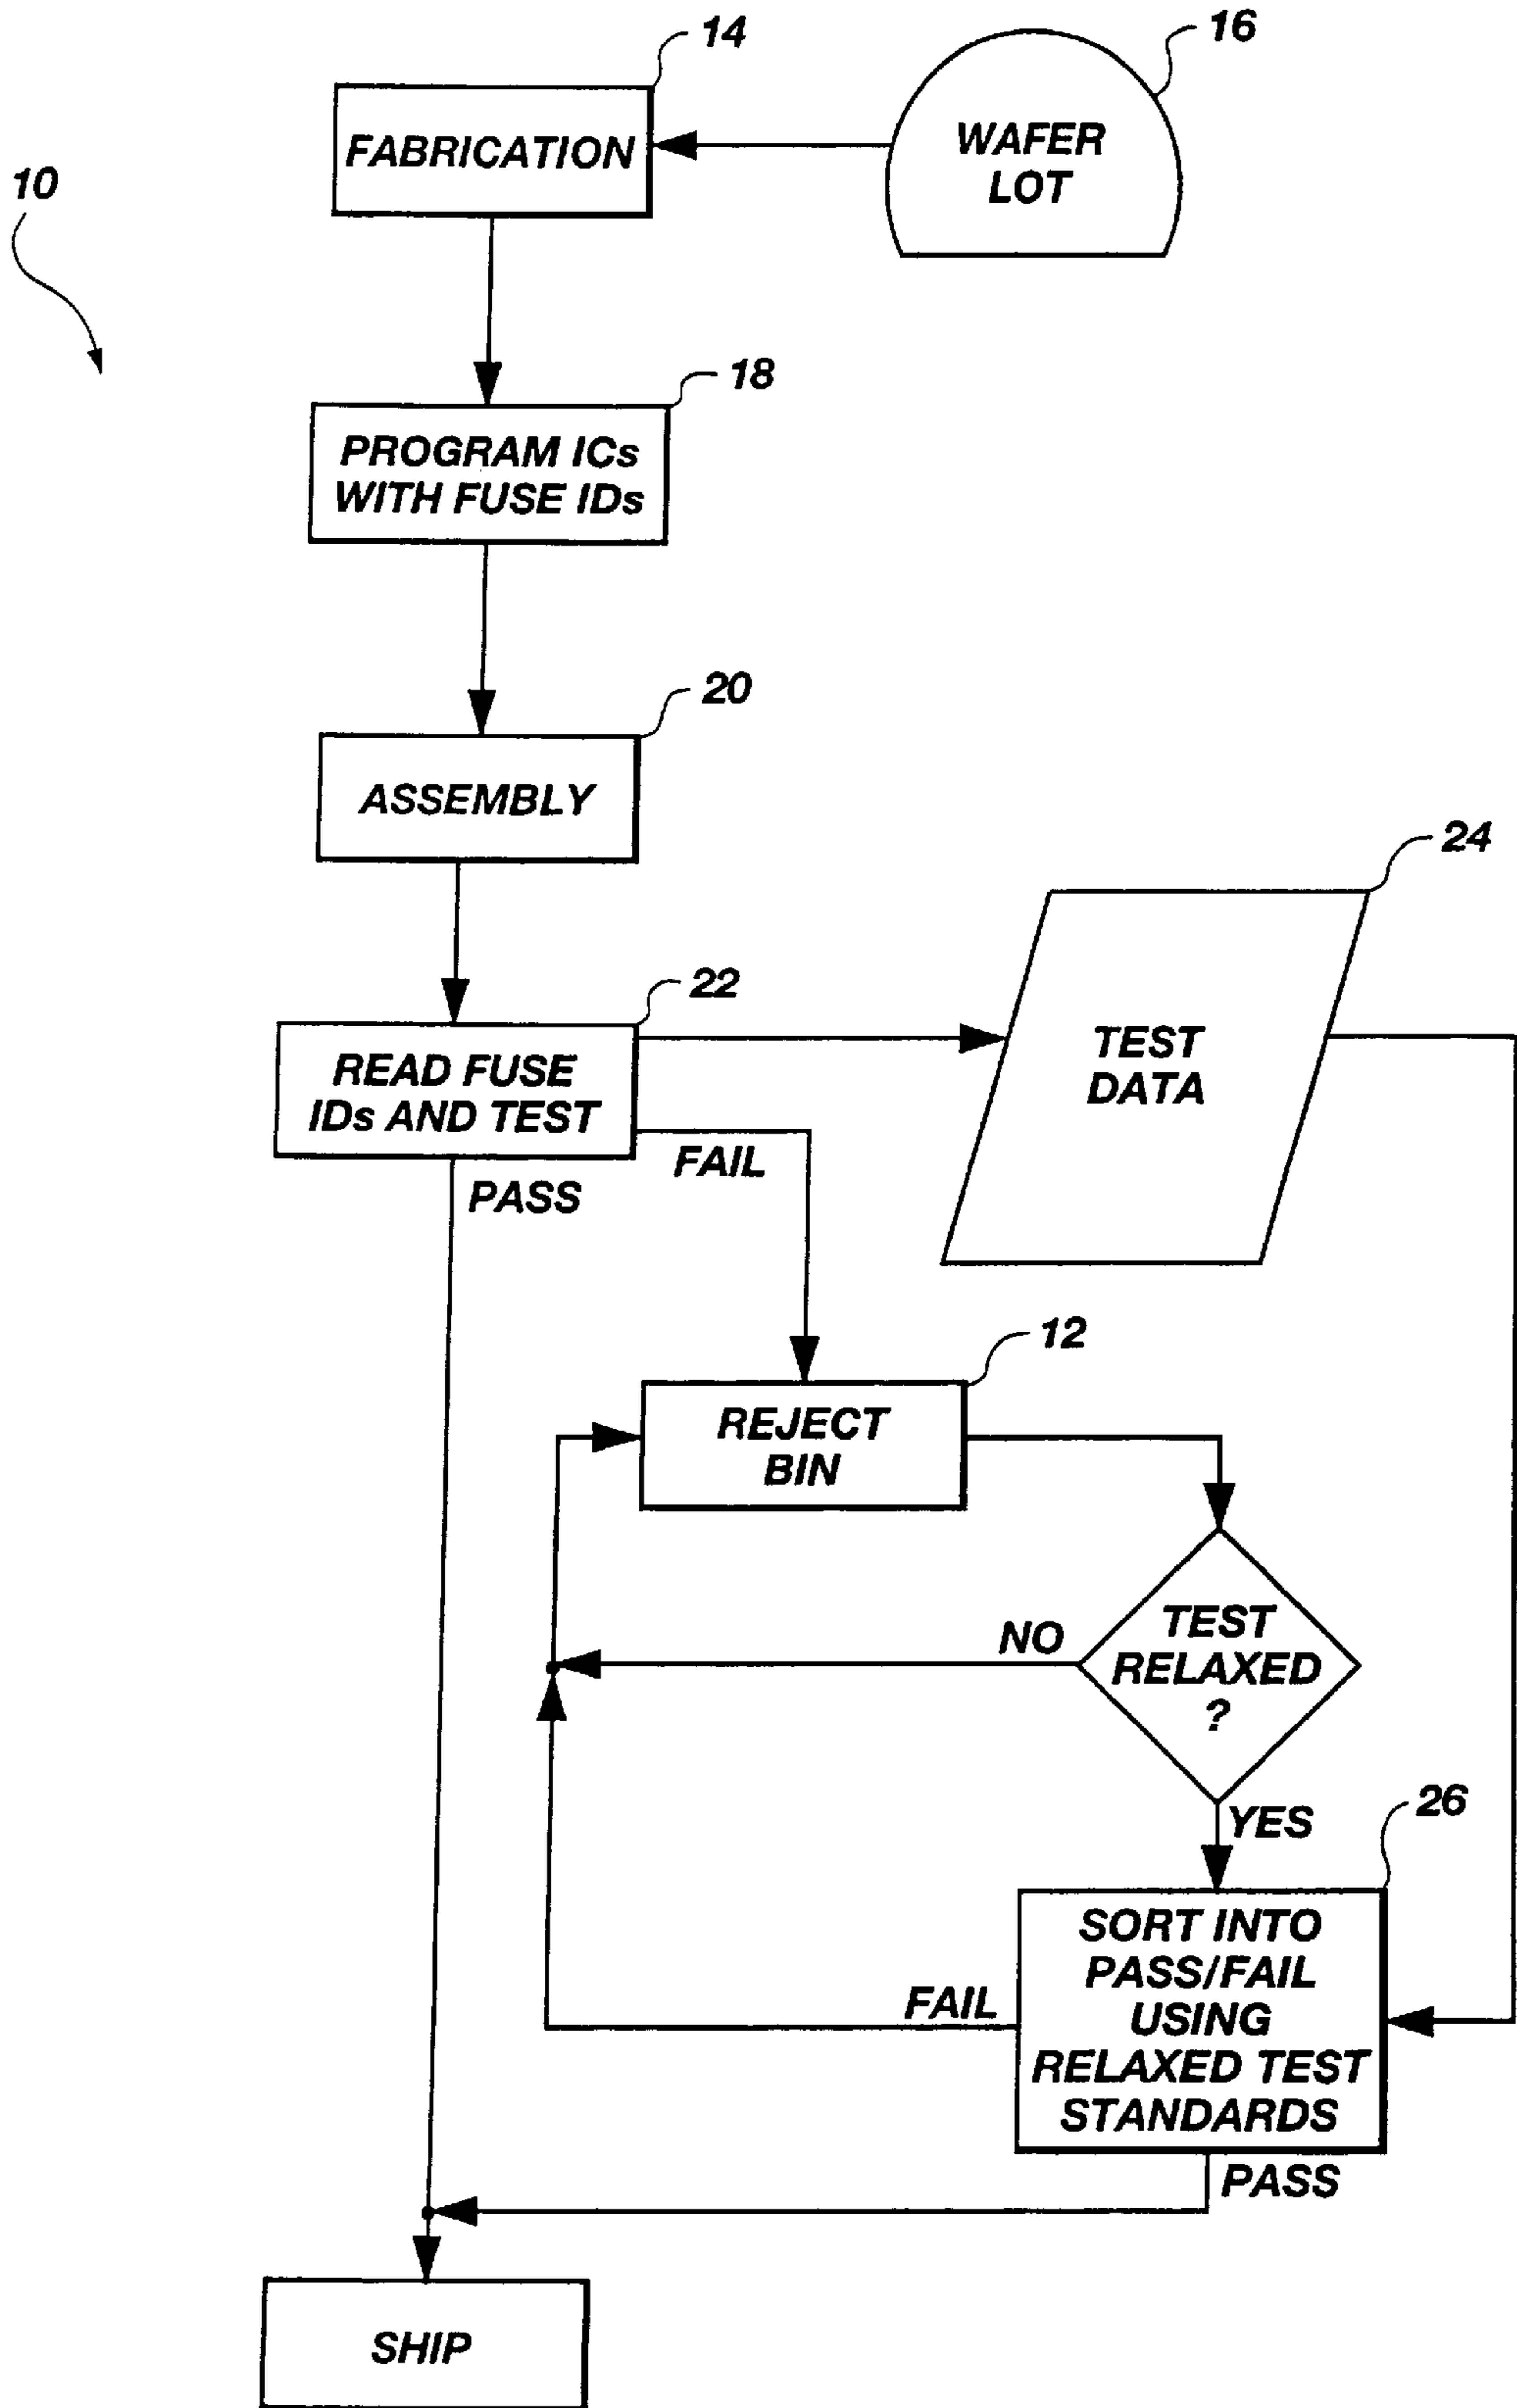 14
16
FABRICATION
WAFER
LOT
10
18
PROGRAM ICs
WITH FUSE IDs
20
ASSEMBLY
24
22
READ FUSE
IDs AND TEST
TEST
DATA
FAIL
PASS
12
REJECT
BIN
NO
TEST
RELAXED
?
YES
26
SORT INTO
PASS/FAIL
USING
RELAXED TEST
STANDARDS
FAIL
PASS
SHIP